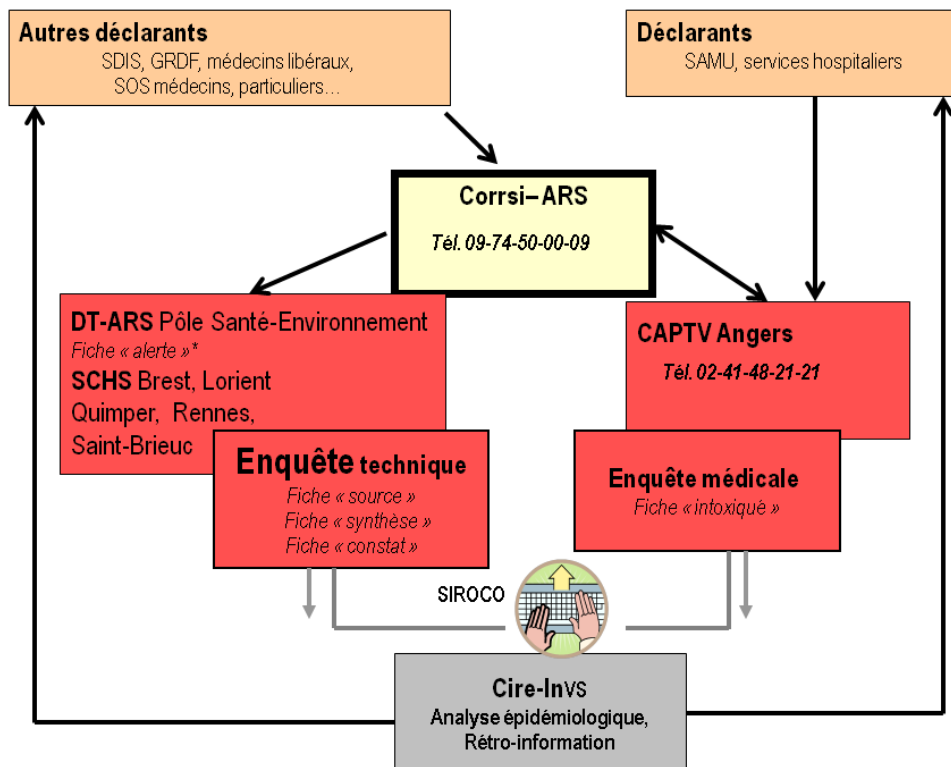 Autres déclarants
SDIS, GRDF, médecins libéraux,
SOS médecins, particuliers…
Déclarants
SAMU, services hospitaliers
Corrsi–ARS
Tél. 09-74-50-00-09
DT-ARS Pôle Santé-Environnement
Fiche « alerte »*
SCHS Brest, Lorient
Quimper, Rennes,
Saint-Brieuc
CAPTV Angers
Tél. 02-41-48-21-21
Enquête technique
Fiche « source »
Fiche « synthèse »
Fiche « constat »
Enquête médicale
Fiche « intoxiqué »
SIROCO
Cire-InVS
Analyse épidémiologique,
Rétro-information